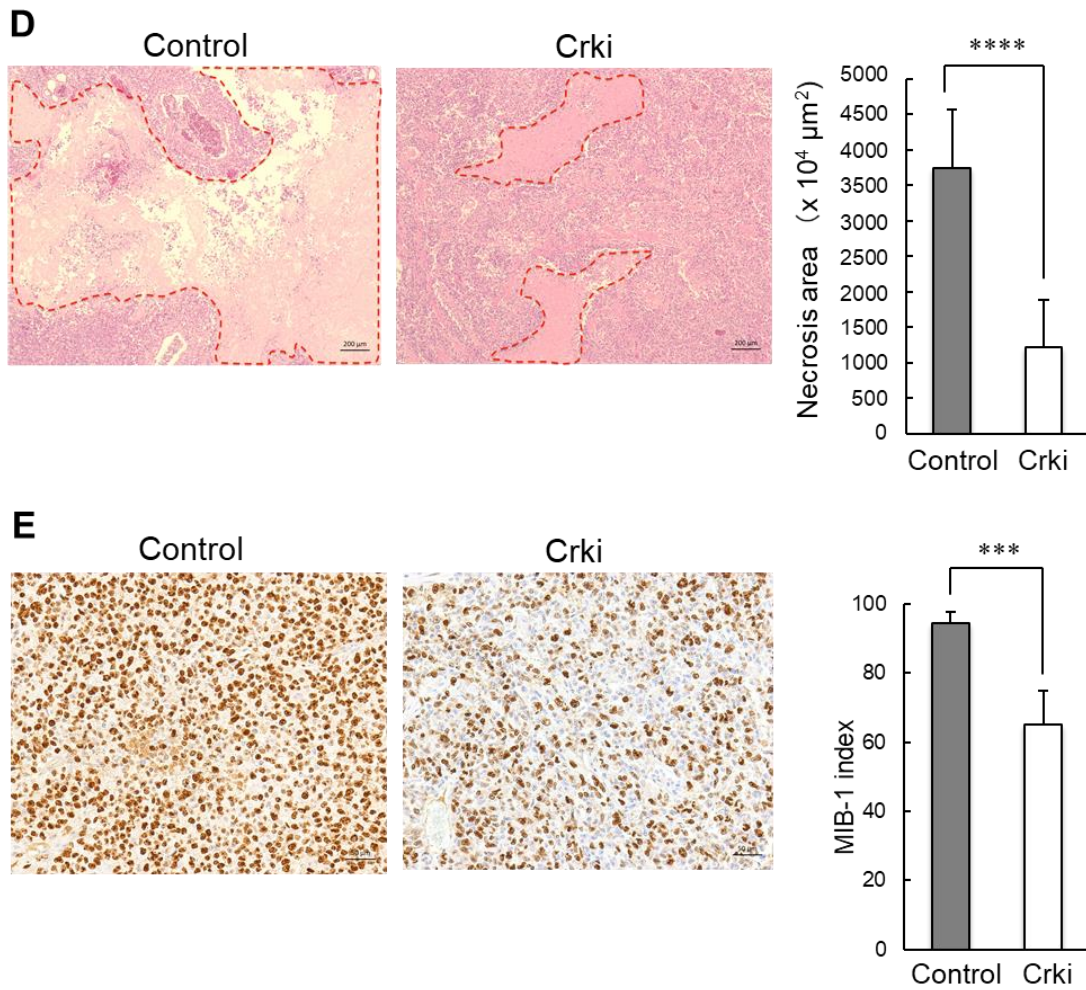 D
Control
Crki
200 μm
200 μm
****
Necrosis area (x 10⁴ μm²)
5000
4500
4000
3500
3000
2500
2000
1500
1000
500
0
Control
Crki
E
Control
Crki
50 μm
50 μm
***
MIB-1 index
100
80
60
40
20
0
Control
Crki